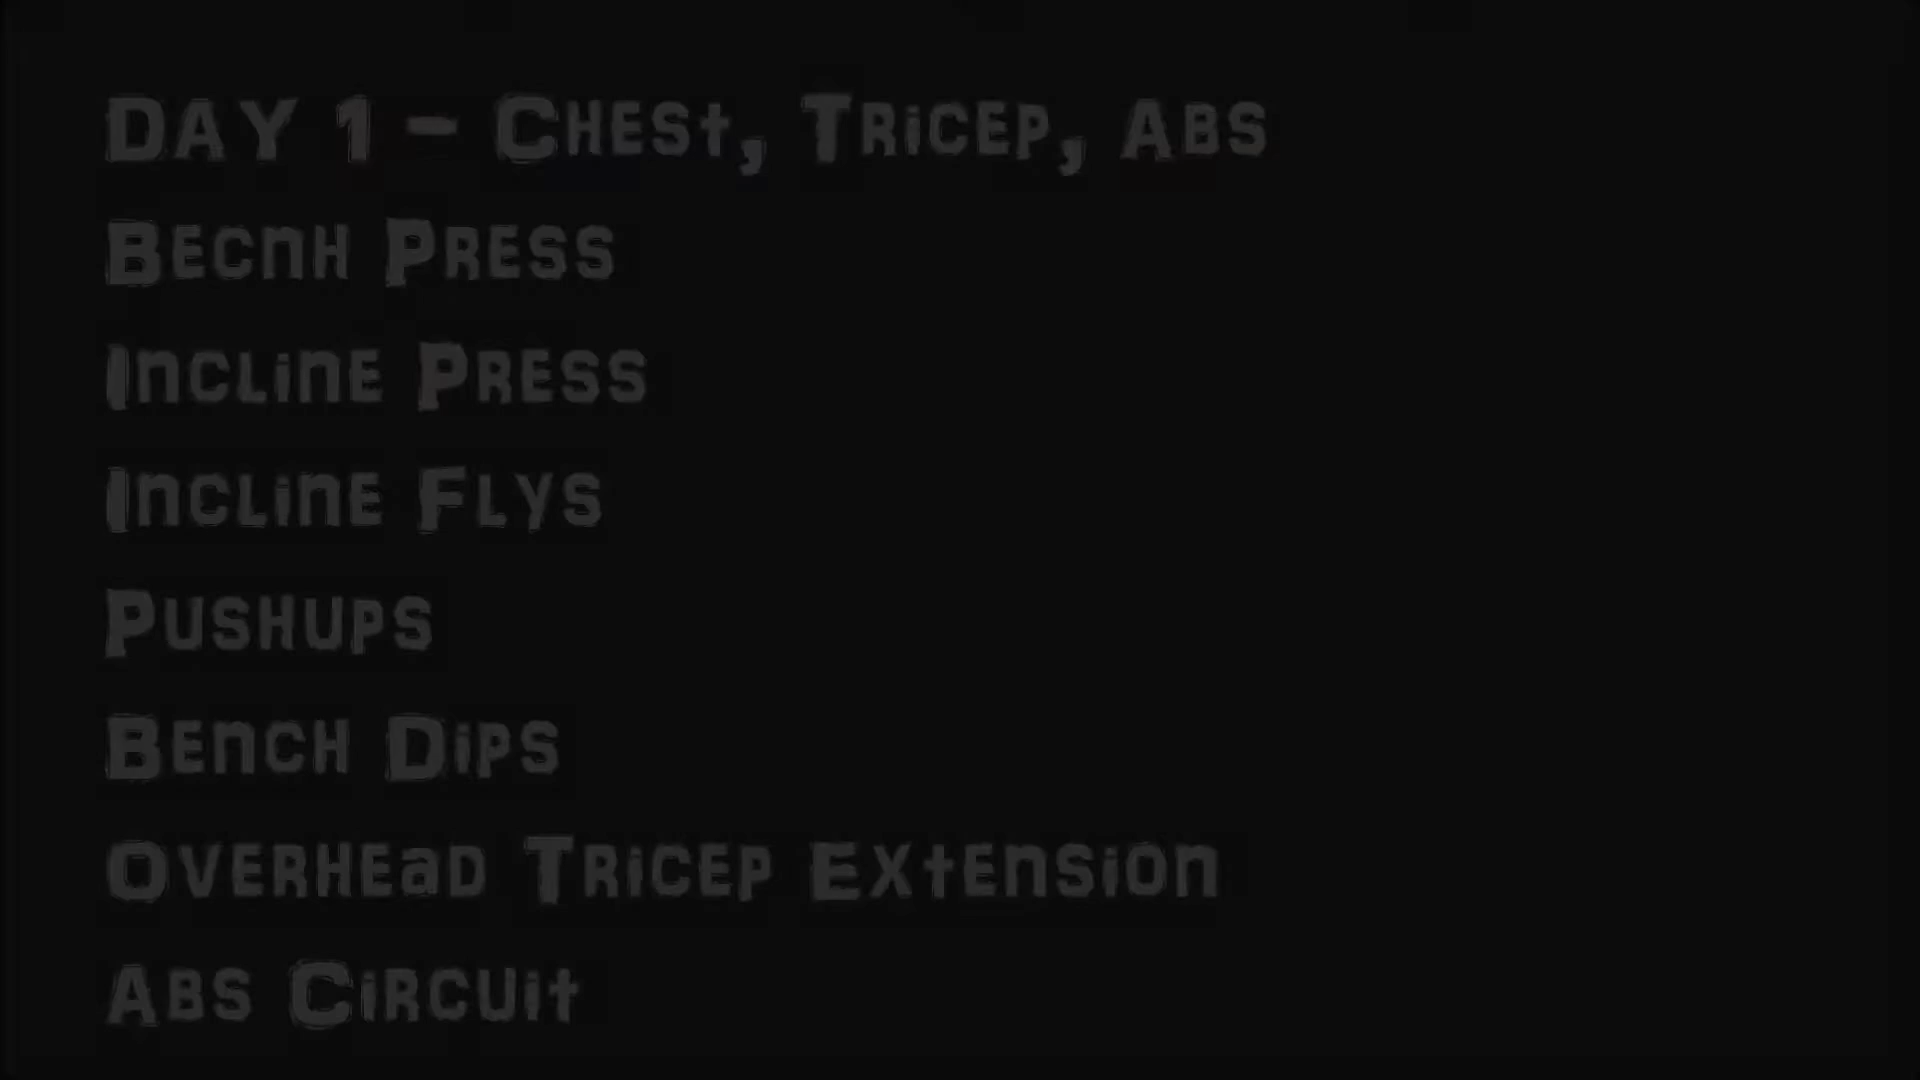 DAY 1 – Chest, Tricep, Abs
Becnh Press
Incline Press
Incline Flys
Pushups
Bench Dips
Overhead Tricep Extension
Abs Circuit